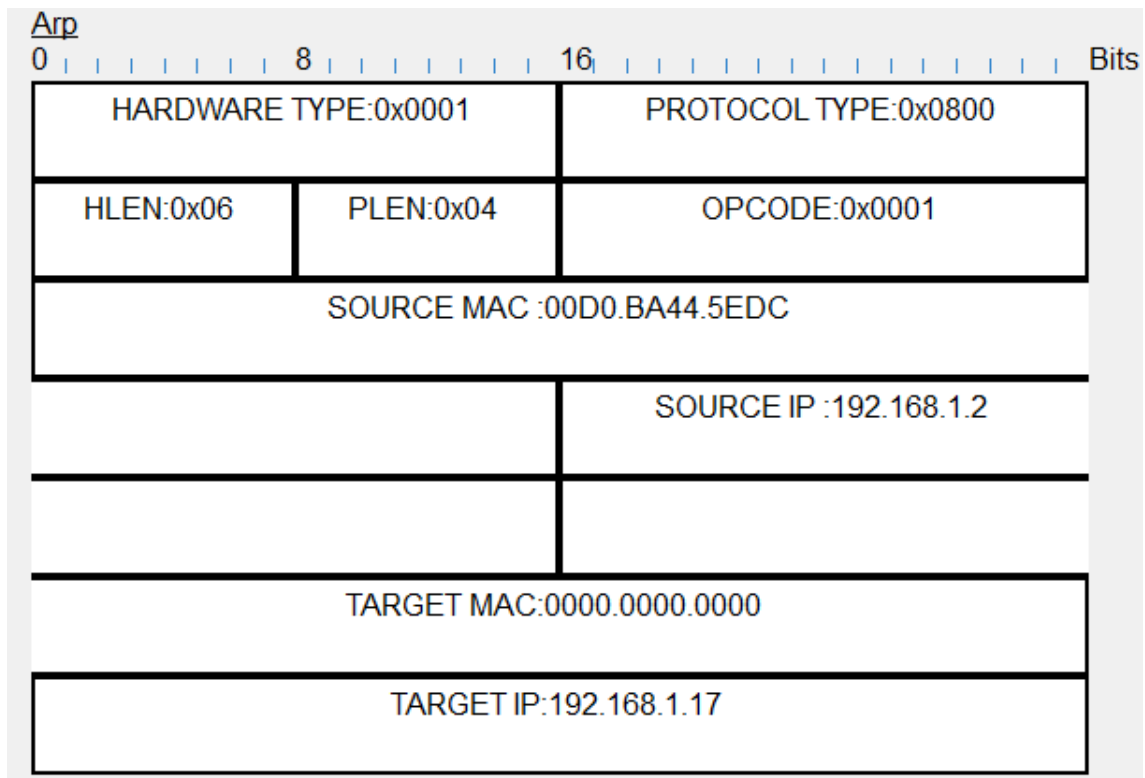 Arp
0 8 16 Bits
HARDWARE TYPE:0x0001 PROTOCOL TYPE:0x0800
HLEN:0x06 PLEN:0x04 OPCODE:0x0001
SOURCE MAC :00D0.BA44.5EDC
SOURCE IP :192.168.1.2
TARGET MAC:0000.0000.0000
TARGET IP:192.168.1.17